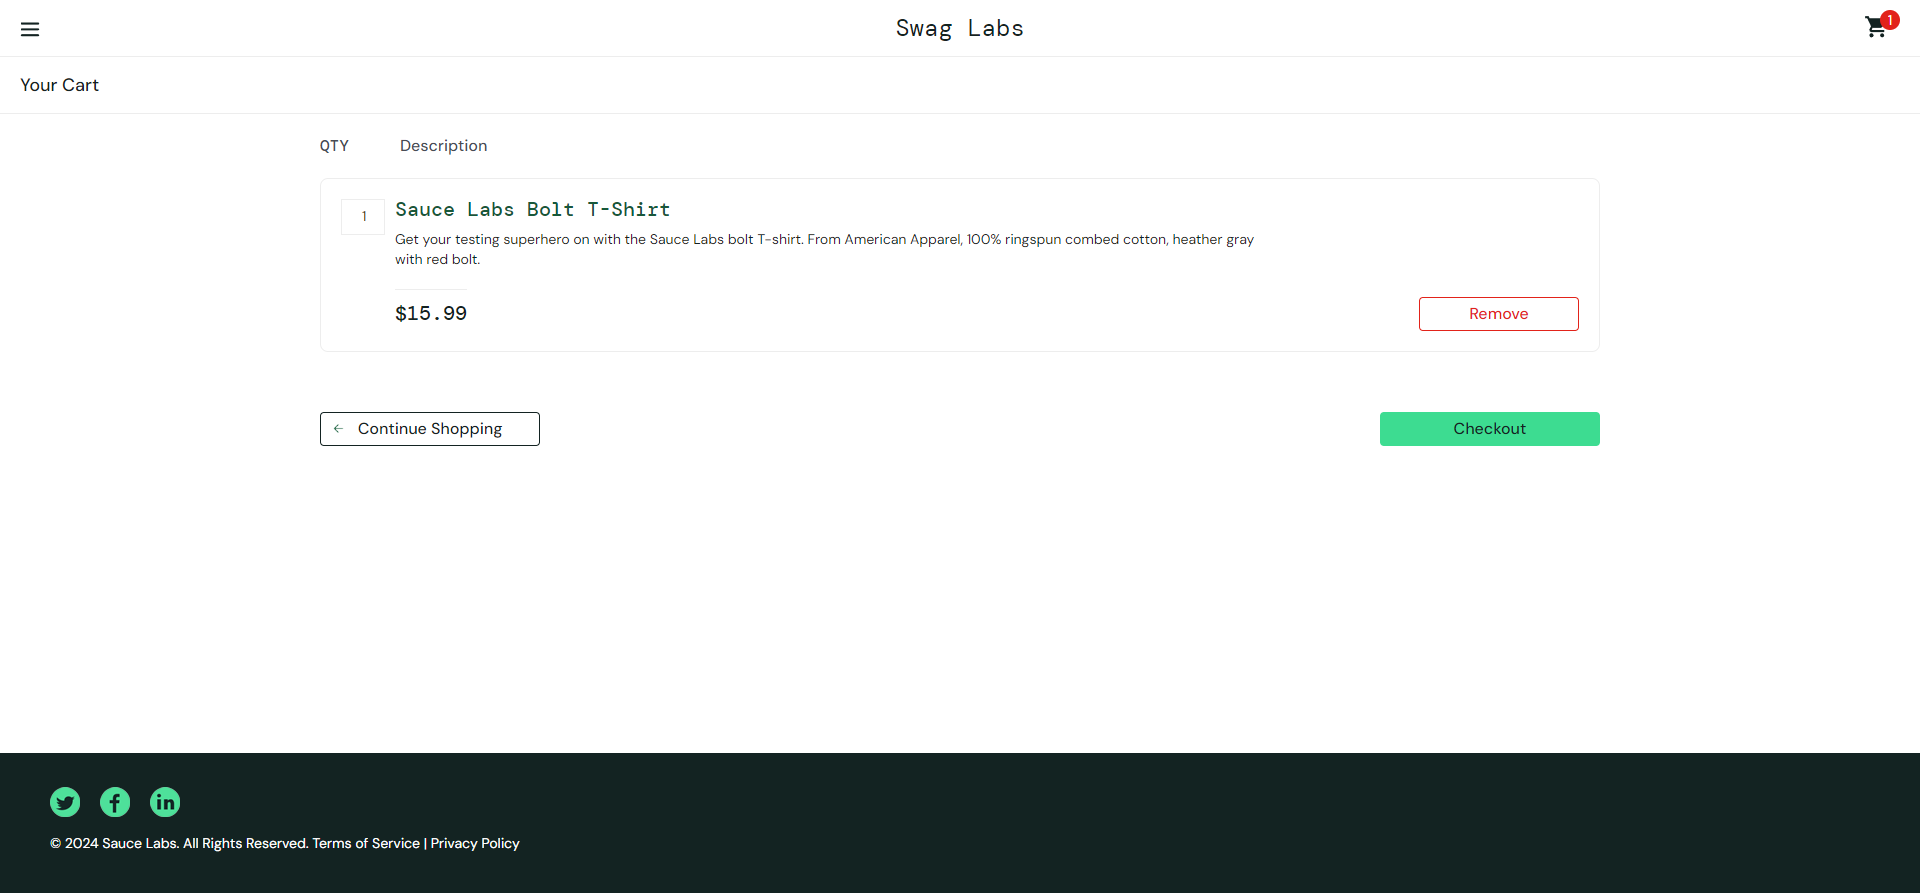 Swag Labs
1
Your Cart
QTY Description
1
Sauce Labs Bolt T-Shirt
Get your testing superhero on with the Sauce Labs bolt T-shirt. From American Apparel, 100% ringspun combed cotton, heather gray
with red bolt.
$15.99
Remove
Continue Shopping
Checkout
© 2024 Sauce Labs. All Rights Reserved. Terms of Service | Privacy Policy